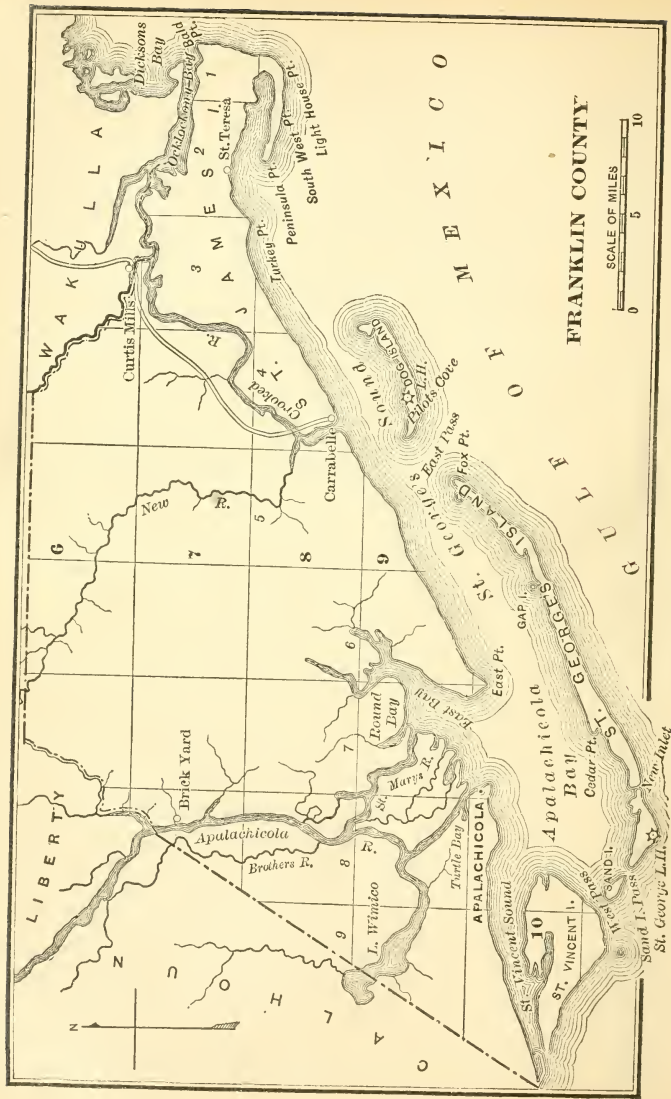 FRANKLIN COUNTY
SCALE OF MILES
0 5 10
N
LIBERTY
WAKULLA
CALHOUN
GULF OF MEXICO
Dicksons
Bay
Bald
Pt.
Ocklockony Bay
1
2
3
4
5
6
7
8
9
6
7
8
9
10
ST. JAMES I.
St. Teresa
Light House Pt.
South West Pt.
Peninsula Pt.
Turkey Pt.
Curtis Mills
Crooked R.
Carrabelle
New R.
DOG ISLAND
L.H.
Pilots Cove
East Pass
St. George's Sound
Fox Pt.
GAP I.
ST. GEORGE'S ISLAND
Cedar Pt.
New Inlet
St. George L.H.
Sand I. Pass
SAND I.
West Pass
ST. VINCENT I.
St. Vincent Sound
Apalachicola
Bay
East Pt.
East Bay
Round
Bay
St. Marys R.
Turtle Bay
APALACHICOLA
Brick Yard
Apalachicola R.
Brothers R.
L. Wimico